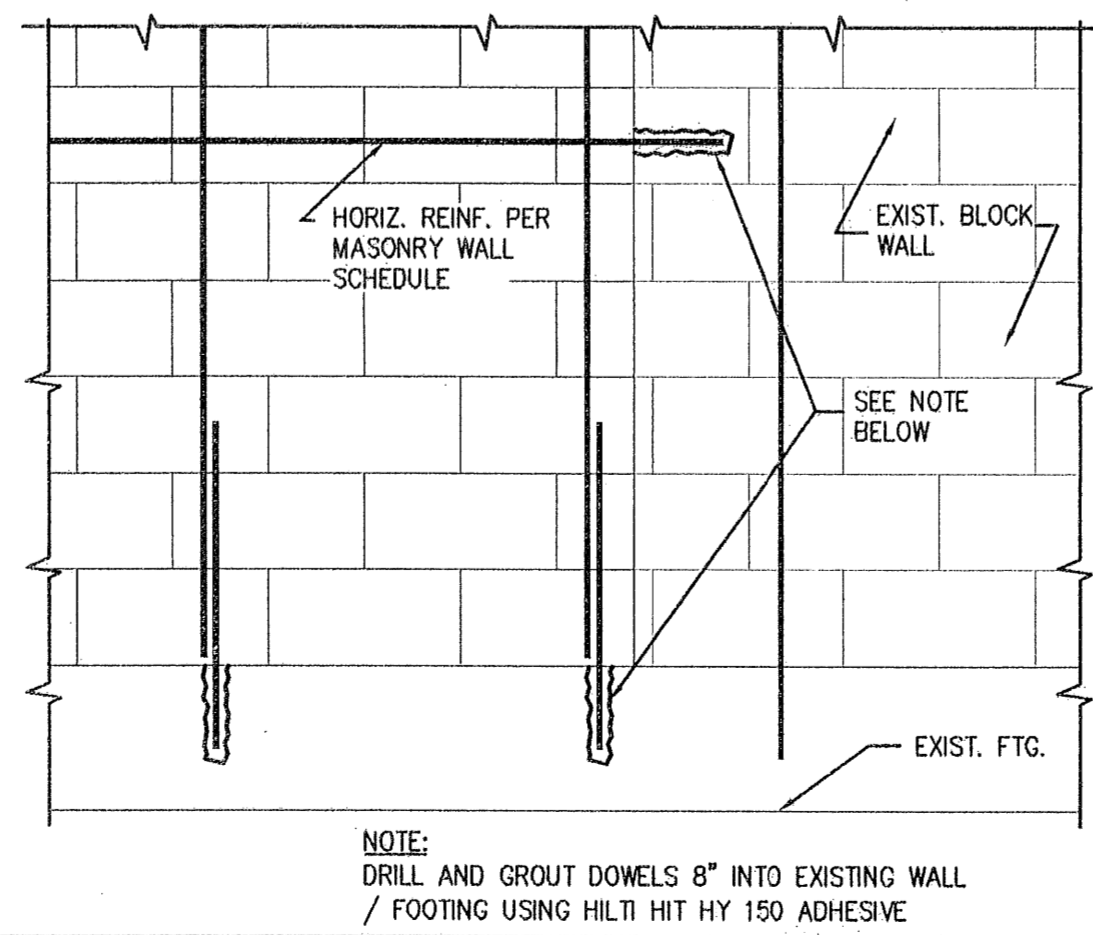 HORIZ. REINF. PER
MASONRY WALL
SCHEDULE
EXIST. BLOCK
WALL
SEE NOTE
BELOW
EXIST. FTG.
NOTE:
DRILL AND GROUT DOWELS 8" INTO EXISTING WALL
/ FOOTING USING HILTI HIT HY 150 ADHESIVE